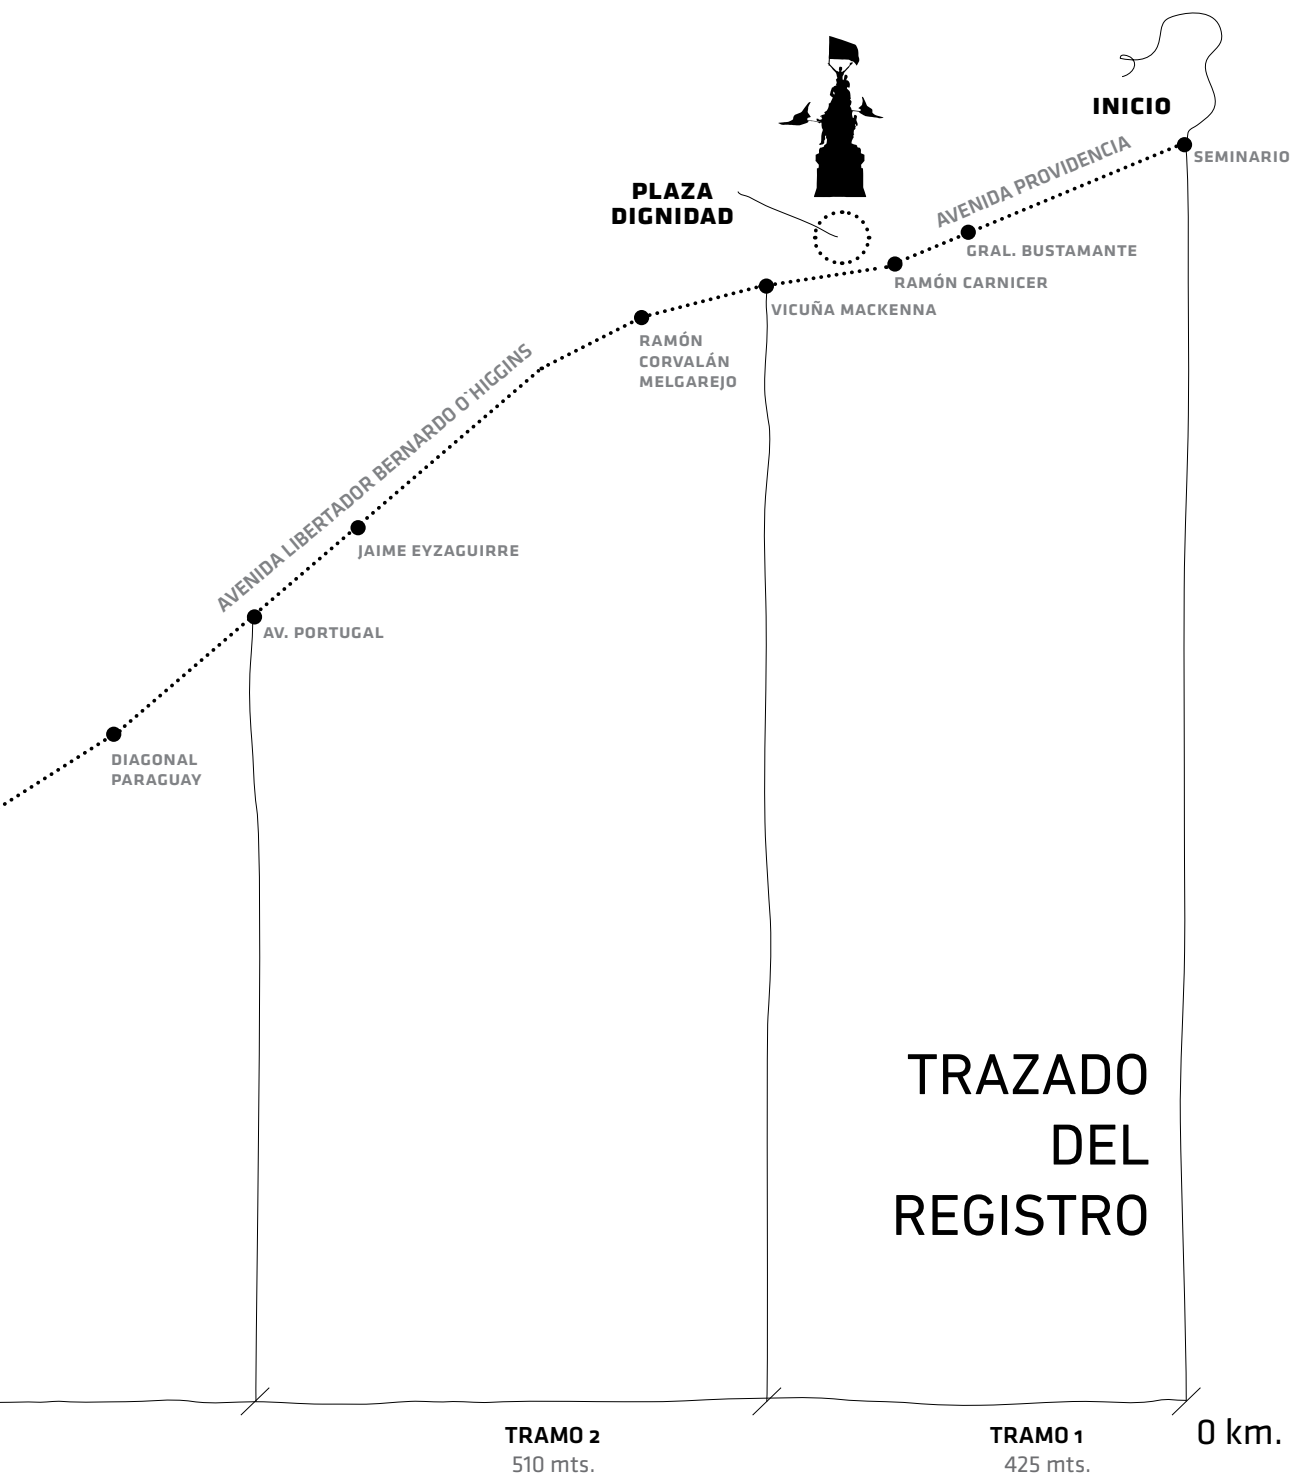 INICIO
AVENIDA PROVIDENCIA
SEMINARIO
PLAZA
DIGNIDAD
GRAL. BUSTAMANTE
RAMÓN CARNICER
VICUÑA MACKENNA
RAMÓN
CORVALÁN
MELGAREJO
AVENIDA LIBERTADOR BERNARDO O`HIGGINS
JAIME EYZAGUIRRE
AV. PORTUGAL
DIAGONAL
PARAGUAY
TRAZADO
DEL
REGISTRO
TRAMO 2
510 mts.
TRAMO 1
425 mts.
0 km.